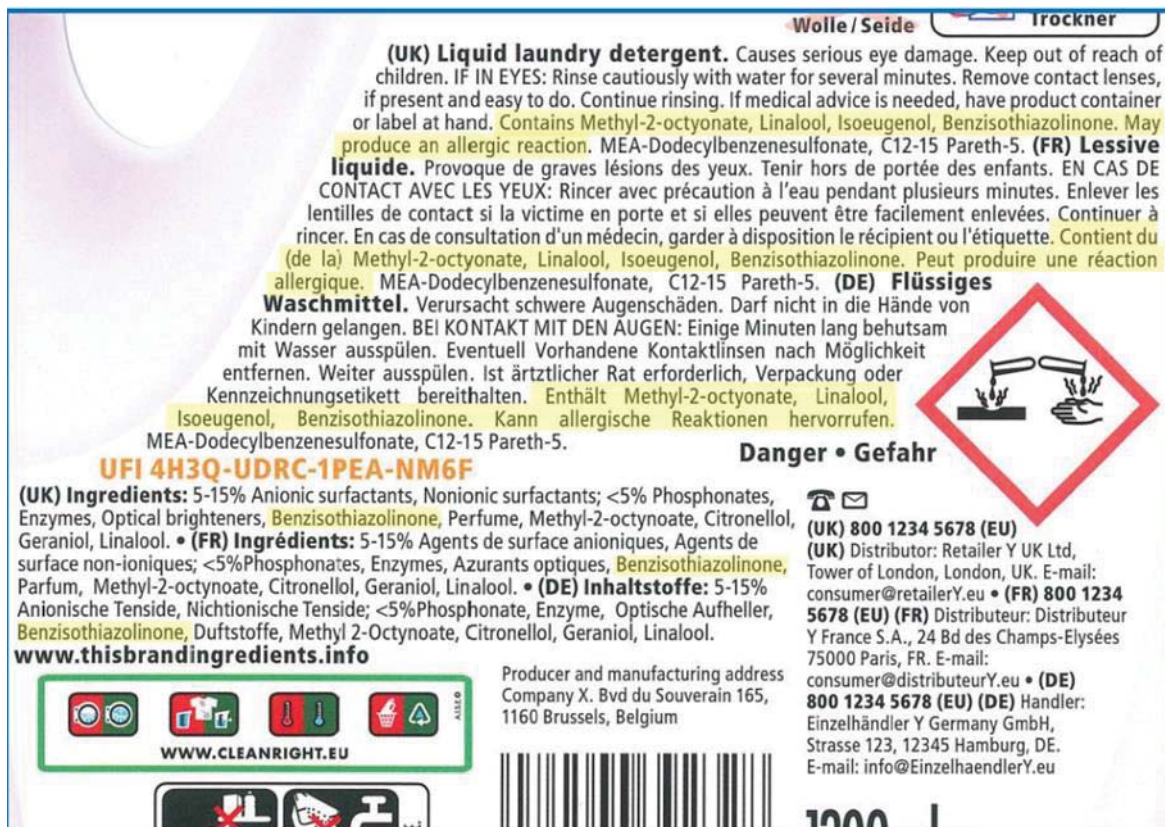 Wolle / Seide
Trockner
(UK) Liquid laundry detergent. Causes serious eye damage. Keep out of reach of
children. IF IN EYES: Rinse cautiously with water for several minutes. Remove contact lenses,
if present and easy to do. Continue rinsing. If medical advice is needed, have product container
or label at hand. Contains Methyl-2-octyonate, Linalool, Isoeugenol, Benzisothiazolinone. May
produce an allergic reaction. MEA-Dodecylbenzenesulfonate, C12-15 Pareth-5. (FR) Lessive
liquide. Provoque de graves lésions des yeux. Tenir hors de portée des enfants. EN CAS DE
CONTACT AVEC LES YEUX: Rincer avec précaution à l'eau pendant plusieurs minutes. Enlever les
lentilles de contact si la victime en porte et si elles peuvent être facilement enlevées. Continuer à
rincer. En cas de consultation d'un médecin, garder à disposition le récipient ou l'étiquette. Contient du
(de la) Methyl-2-octyonate, Linalool, Isoeugenol, Benzisothiazolinone. Peut produire une réaction
allergique. MEA-Dodecylbenzenesulfonate, C12-15 Pareth-5. (DE) Flüssiges
Waschmittel. Verursacht schwere Augenschäden. Darf nicht in die Hände von
Kindern gelangen. BEI KONTAKT MIT DEN AUGEN: Einige Minuten lang behutsam
mit Wasser ausspülen. Eventuell Vorhandene Kontaktlinsen nach Möglichkeit
entfernen. Weiter ausspülen. Ist ärtztlicher Rat erforderlich, Verpackung oder
Kennzeichnungsetikett bereithalten. Enthält Methyl-2-octyonate, Linalool,
Isoeugenol, Benzisothiazolinone. Kann allergische Reaktionen hervorrufen.
MEA-Dodecylbenzenesulfonate, C12-15 Pareth-5.
Danger • Gefahr
UFI 4H3Q-UDRC-1PEA-NM6F
(UK) Ingredients: 5-15% Anionic surfactants, Nonionic surfactants; <5% Phosphonates,
Enzymes, Optical brighteners, Benzisothiazolinone, Perfume, Methyl-2-octynoate, Citronellol,
Geraniol, Linalool. • (FR) Ingrédients: 5-15% Agents de surface anioniques, Agents de
surface non-ioniques; <5%Phosphonates, Enzymes, Azurants optiques, Benzisothiazolinone,
Parfum, Methyl-2-octynoate, Citronellol, Geraniol, Linalool. • (DE) Inhaltstoffe: 5-15%
Anionische Tenside, Nichtionische Tenside; <5%Phosphonate, Enzyme, Optische Aufheller,
Benzisothiazolinone, Duftstoffe, Methyl 2-Octynoate, Citronellol, Geraniol, Linalool.
www.thisbrandingredients.info
A.I.S.E.©
WWW.CLEANRIGHT.EU
Producer and manufacturing address
Company X. Bvd du Souverain 165,
1160 Brussels, Belgium
(UK) 800 1234 5678 (EU)
(UK) Distributor: Retailer Y UK Ltd,
Tower of London, London, UK. E-mail:
consumer@retailerY.eu • (FR) 800 1234
5678 (EU) (FR) Distributeur: Distributeur
Y France S.A., 24 Bd des Champs-Elysées
75000 Paris, FR. E-mail:
consumer@distributeurY.eu • (DE)
800 1234 5678 (EU) (DE) Handler:
Einzelhändler Y Germany GmbH,
Strasse 123, 12345 Hamburg, DE.
E-mail: info@EinzelhaendlerY.eu
1200